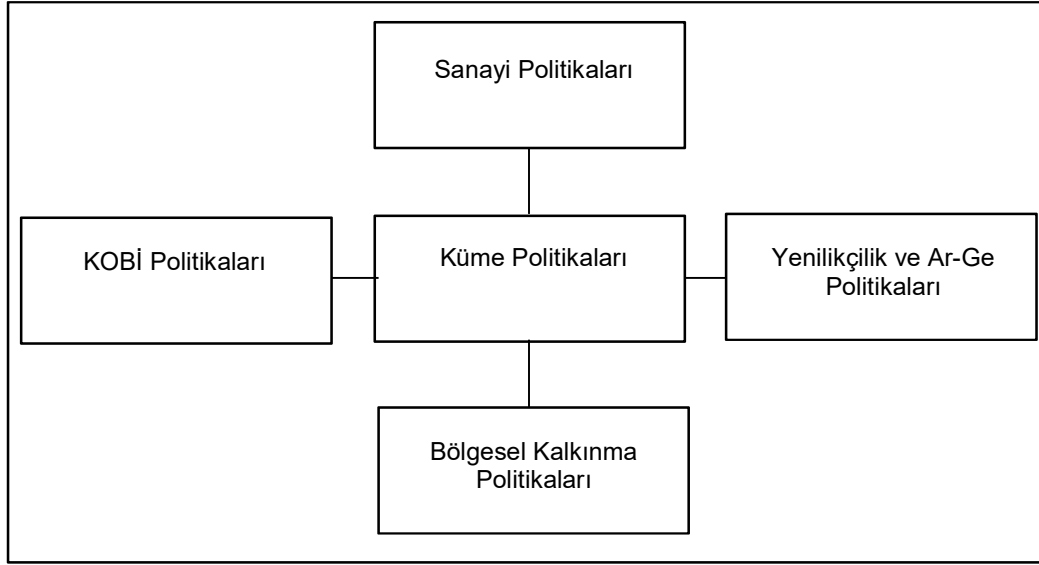 Sanayi Politikaları
KOBİ Politikaları
Küme Politikaları
Yenilikçilik ve Ar-Ge
Politikaları
Bölgesel Kalkınma
Politikaları